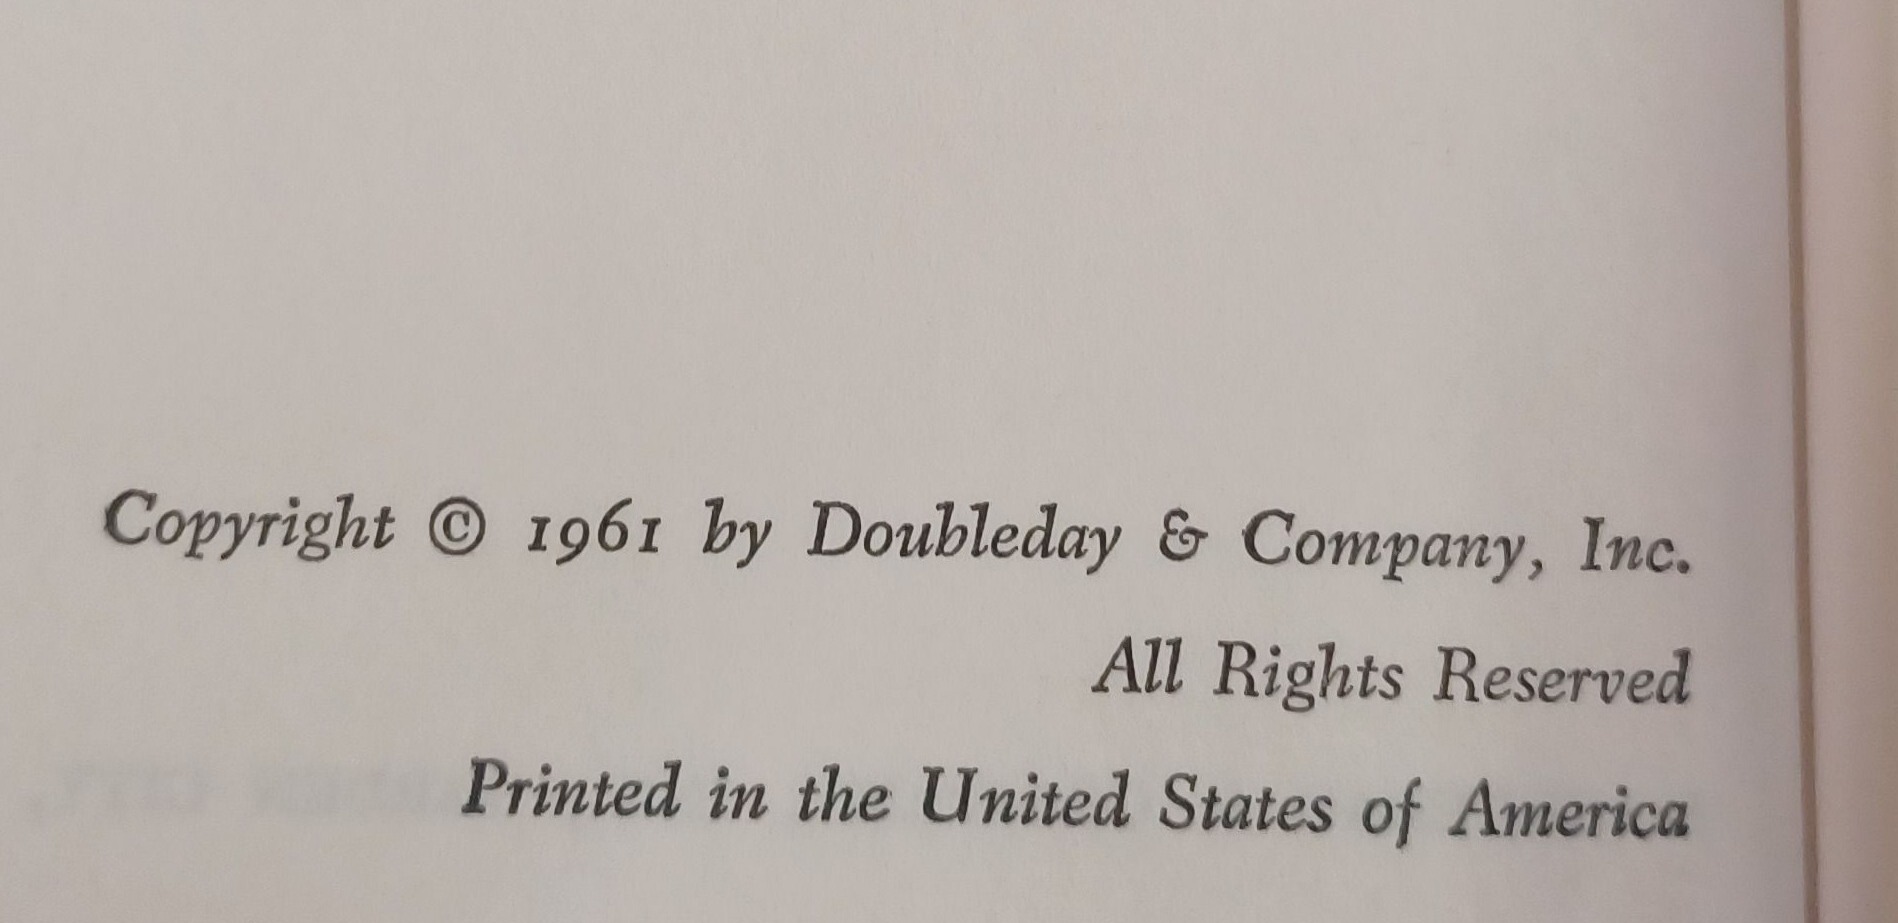 Copyright © 1961 by Doubleday & Company, Inc.
All Rights Reserved
Printed in the United States of America